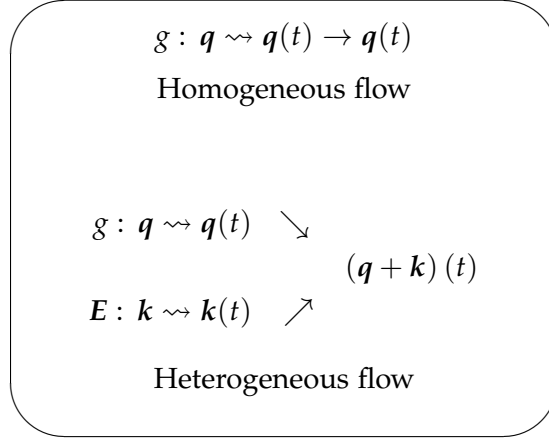 g : q ⇝ q(t) → q(t)
Homogeneous flow
g : q ⇝ q(t) ↘
(q + k) (t)
E : k ⇝ k(t) ↗
Heterogeneous flow